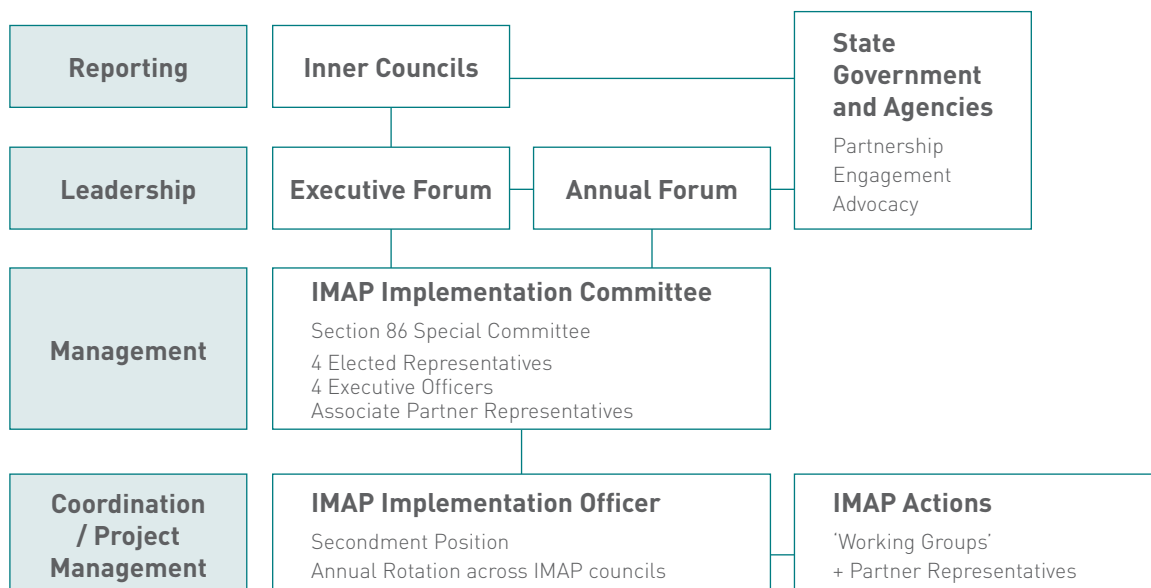 Reporting
Inner Councils
State
Government
and Agencies
Partnership
Engagement
Advocacy
Leadership
Executive Forum
Annual Forum
Management
IMAP Implementation Committee
Section 86 Special Committee
4 Elected Representatives
4 Executive Officers
Associate Partner Representatives
Coordination
/ Project
Management
IMAP Implementation Officer
Secondment Position
Annual Rotation across IMAP councils
IMAP Actions
'Working Groups'
+ Partner Representatives